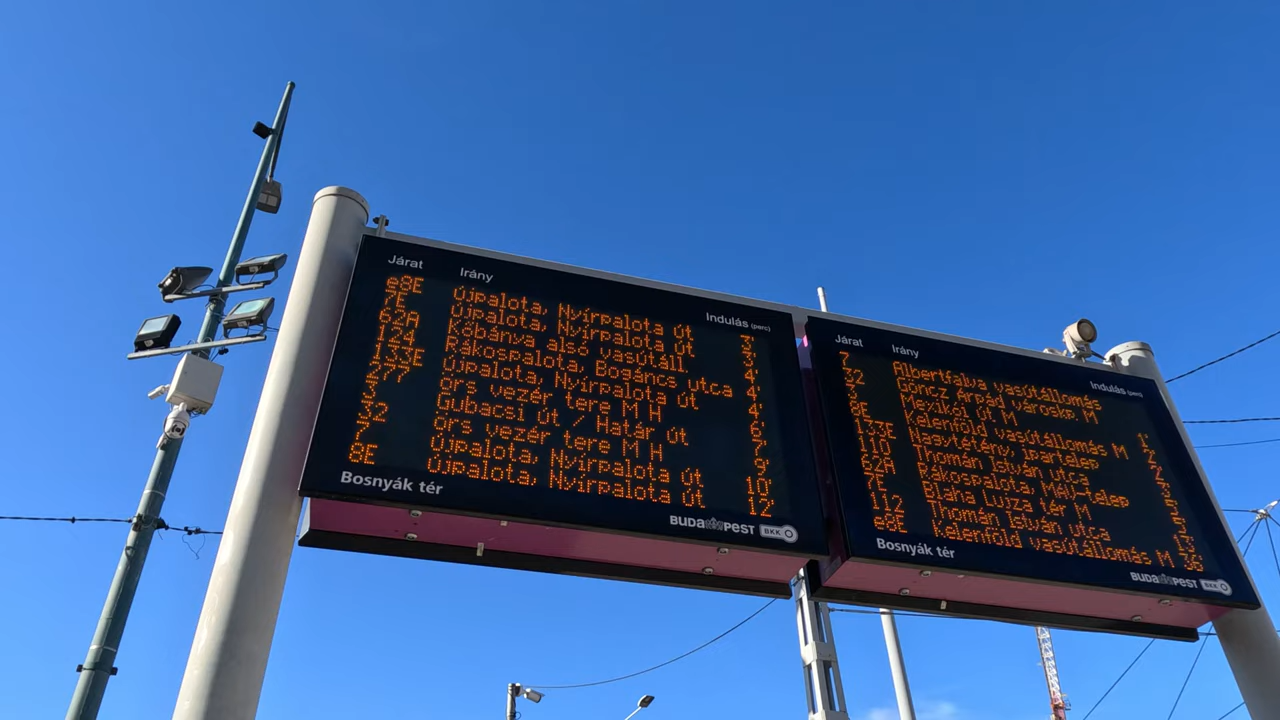 Járat Irány Indulás (perc)
e8E Újpalota, Nyírpalota út 3'
7E Újpalota, Nyírpalota út 3'
62A Kőbánya alsó vasútáll 4'
124 Rákospalota, Bogáncs utca 4'
133E Újpalota, Nyírpalota út 4'
277 Örs vezér tere M H 6'
3 Gubacsi út / Határ út 7'
32 Örs vezér tere M H 9'
7 Újpalota, Nyírpalota út 10'
8E Újpalota, Nyírpalota út 12'
Bosnyák tér
BUDAPEST BKK
Járat Irány Indulás (perc)
7 Albertfalva vasútállomás
32 Göncz Árpád városkp. M
3 Mexikói út M
8E Kelenföld vasútállomás M
133E Nagytétény, ipartelep
110 Thomán István utca
62A Rákospalota, MÁV-telep
7E Blaha Lujza tér M
112 Thomán István utca
e8E Kelenföld vasútállomás M 36
Bosnyák tér
BUDAPEST BKK